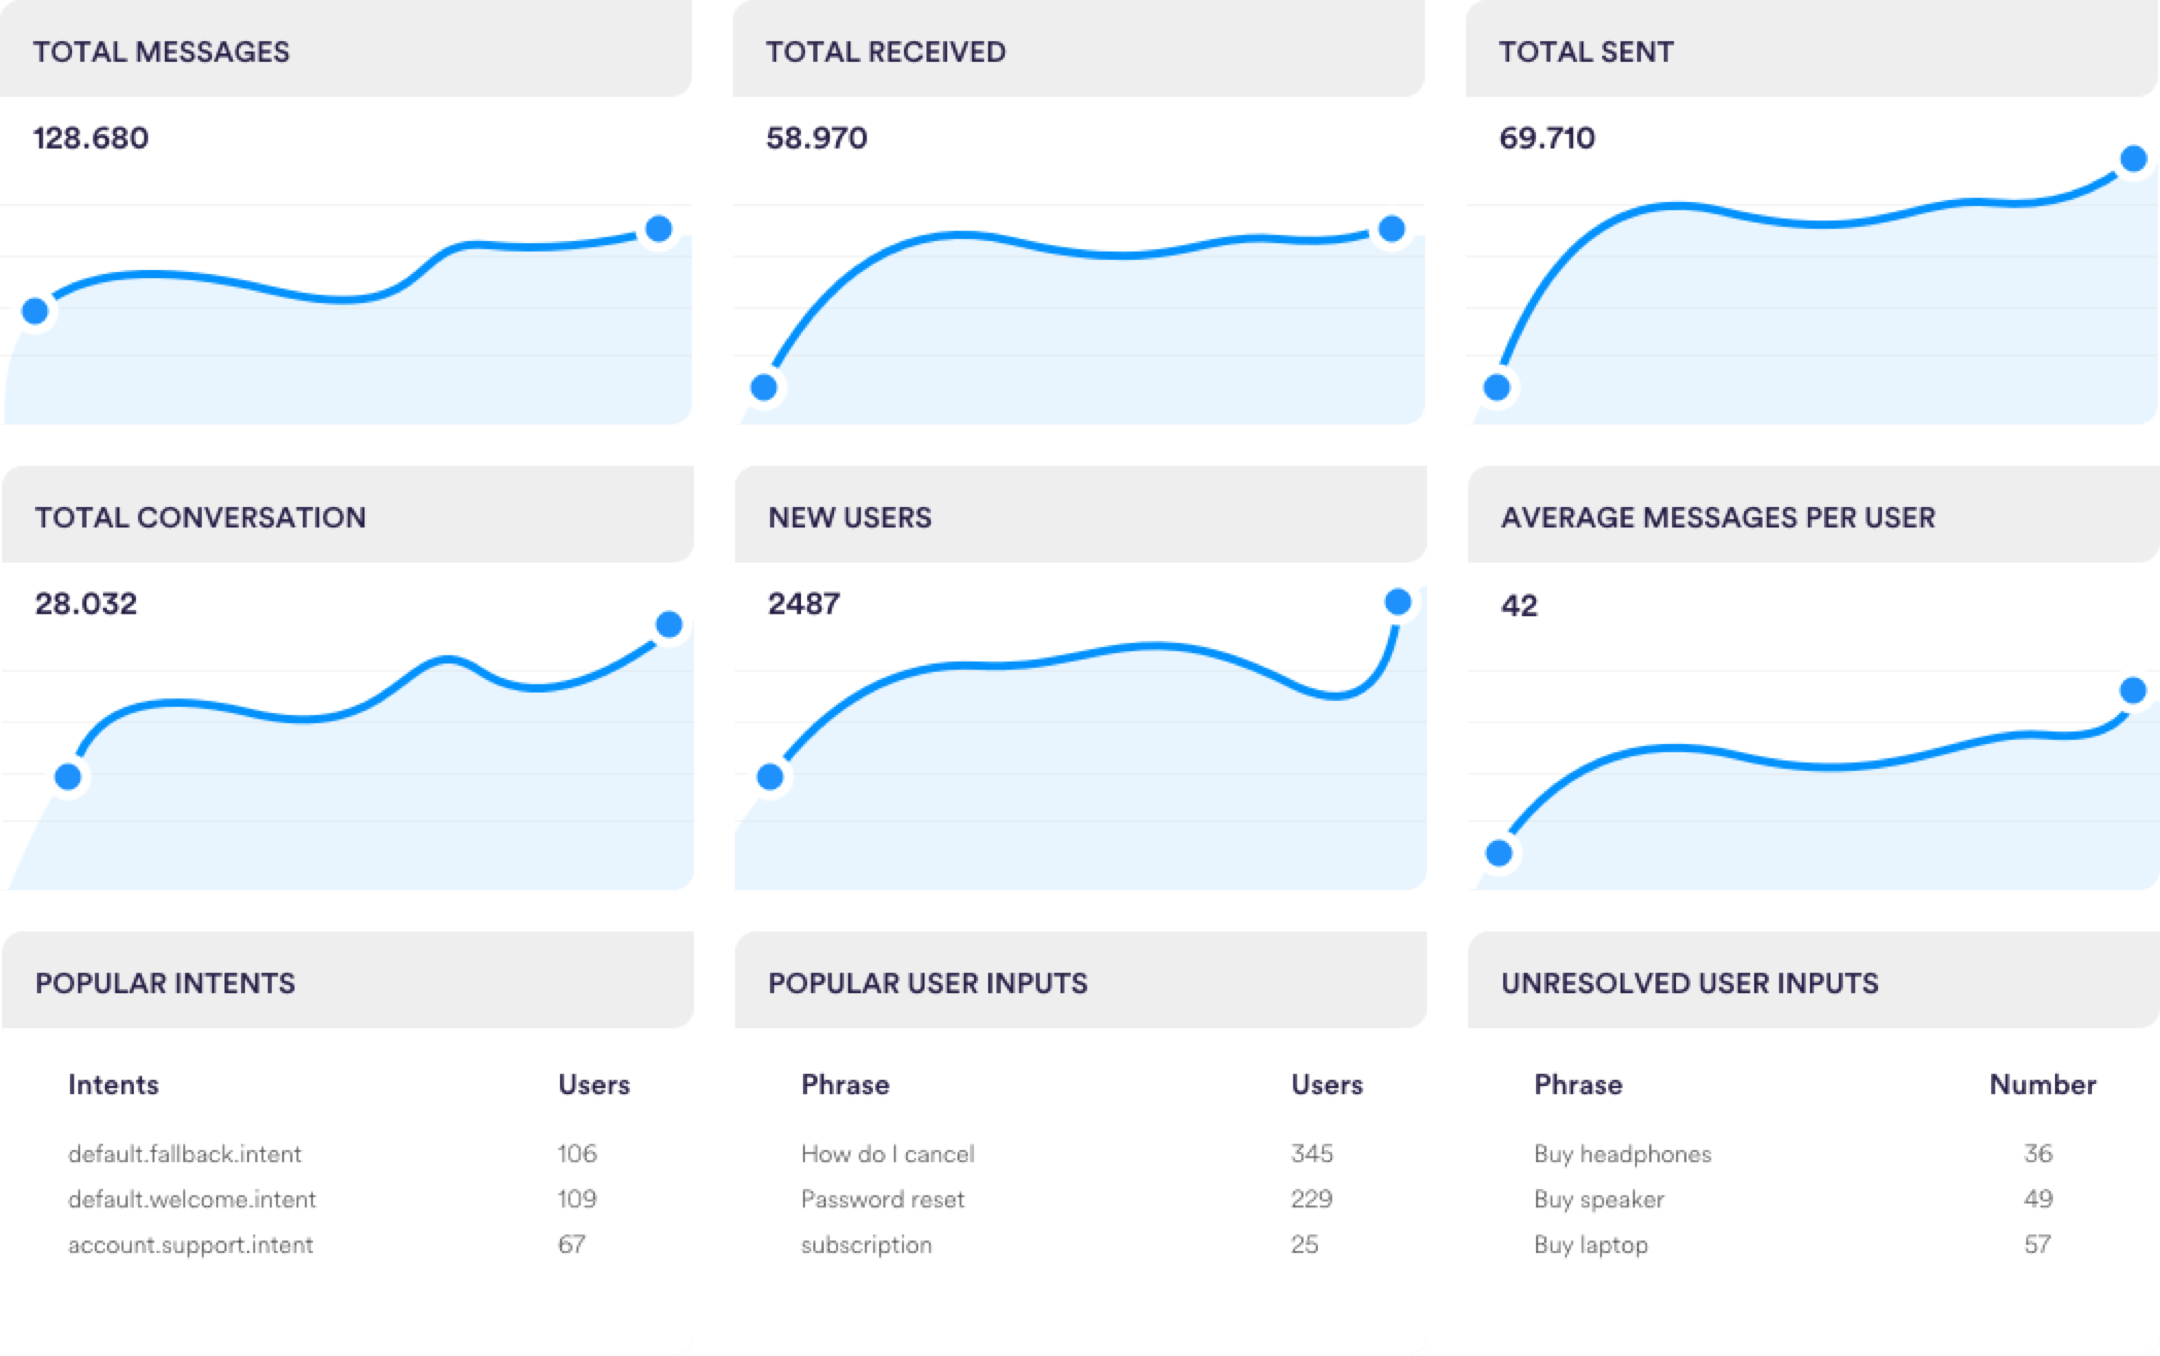 TOTAL MESSAGES
128.680
TOTAL RECEIVED
58.970
TOTAL SENT
69.710
TOTAL CONVERSATION
28.032
NEW USERS
2487
AVERAGE MESSAGES PER USER
42
POPULAR INTENTS
Intents Users
default.fallback.intent 106
default.welcome.intent 109
account.support.intent 67
POPULAR USER INPUTS
Phrase Users
How do I cancel 345
Password reset 229
subscription 25
UNRESOLVED USER INPUTS
Phrase Number
Buy headphones 36
Buy speaker 49
Buy laptop 57